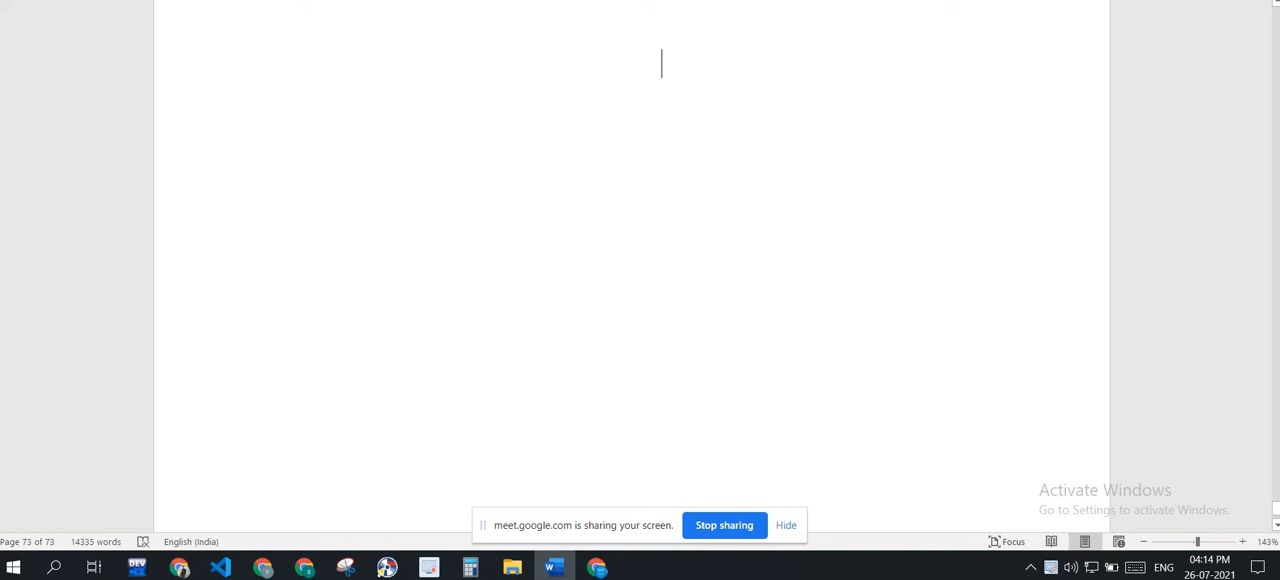 Activate Windows
Go to Settings to activate Windows.
meet.google.com is sharing your screen. Stop sharing Hide
Page 73 of 73 14335 words English (India) Focus 143%
DEV W ENG 04:14 PM
26-07-2021